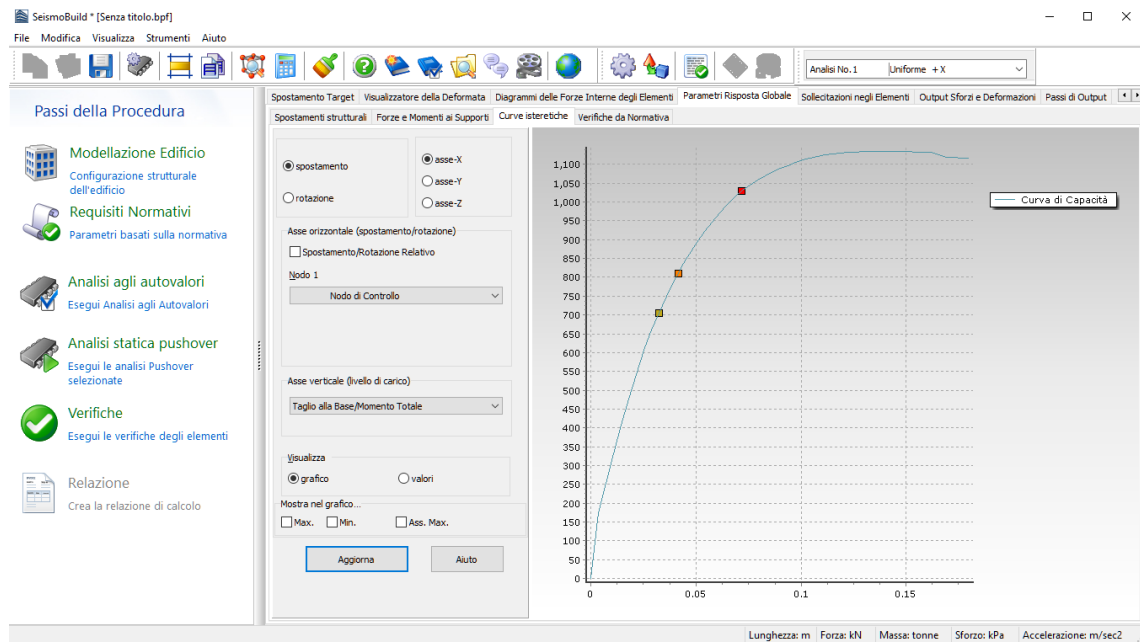 SeismoBuild * [Senza titolo.bpf]
File Modifica Visualizza Strumenti Aiuto
Analisi No.1 Uniforme +X
Passi della Procedura
Modellazione Edificio
Configurazione strutturale
dell'edificio
Requisiti Normativi
Parametri basati sulla normativa
Analisi agli autovalori
Esegui Analisi agli Autovalori
Analisi statica pushover
Esegui le analisi Pushover
selezionate
Verifiche
Esegui le verifiche degli elementi
Relazione
Crea la relazione di calcolo
Spostamento Target Visualizzatore della Deformata Diagrammi delle Forze Interne degli Elementi Parametri Risposta Globale Sollecitazioni negli Elementi Output Sforzi e Deformazioni Passi di Output
Spostamenti strutturali Forze e Momenti ai Supporti Curve isteretiche Verifiche da Normativa
spostamento
rotazione
asse-X
asse-Y
asse-Z
Asse orizzontale (spostamento/rotazione)
Spostamento/Rotazione Relativo
Nodo 1
Nodo di Controllo
Asse verticale (livello di carico)
Taglio alla Base/Momento Totale
Visualizza
grafico valori
Mostra nel grafico...
Max. Min. Ass. Max.
Aggiorna Aiuto
1,100
1,050
1,000
950
900
850
800
750
700
650
600
550
500
450
400
350
300
250
200
150
100
50
0
0 0.05 0.1 0.15
Curva di Capacità
Lunghezza: m Forza: kN Massa: tonne Sforzo: kPa Accelerazione: m/sec2